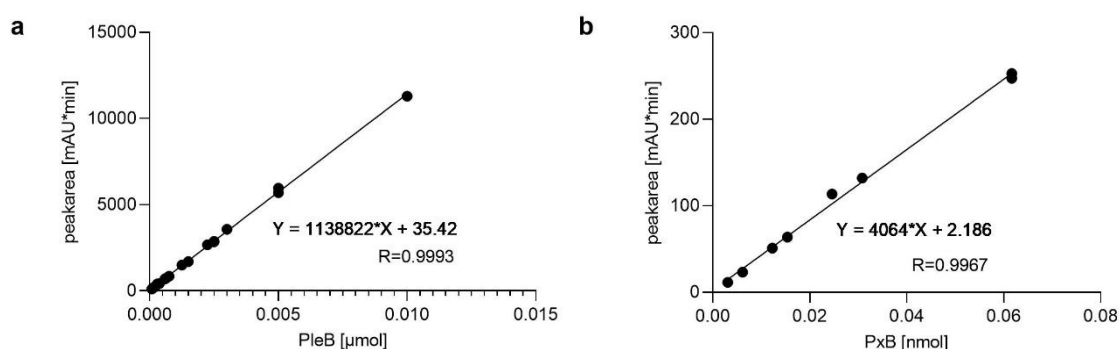 a
15000
10000
5000
0
peakarea [mAU*min]
Y = 1138822*X + 35.42
R=0.9993
0.000 0.005 0.010 0.015
PleB [µmol]
b
300
200
100
0
peakarea [mAU*min]
Y = 4064*X + 2.186
R=0.9967
0.00 0.02 0.04 0.06 0.08
PxB [nmol]